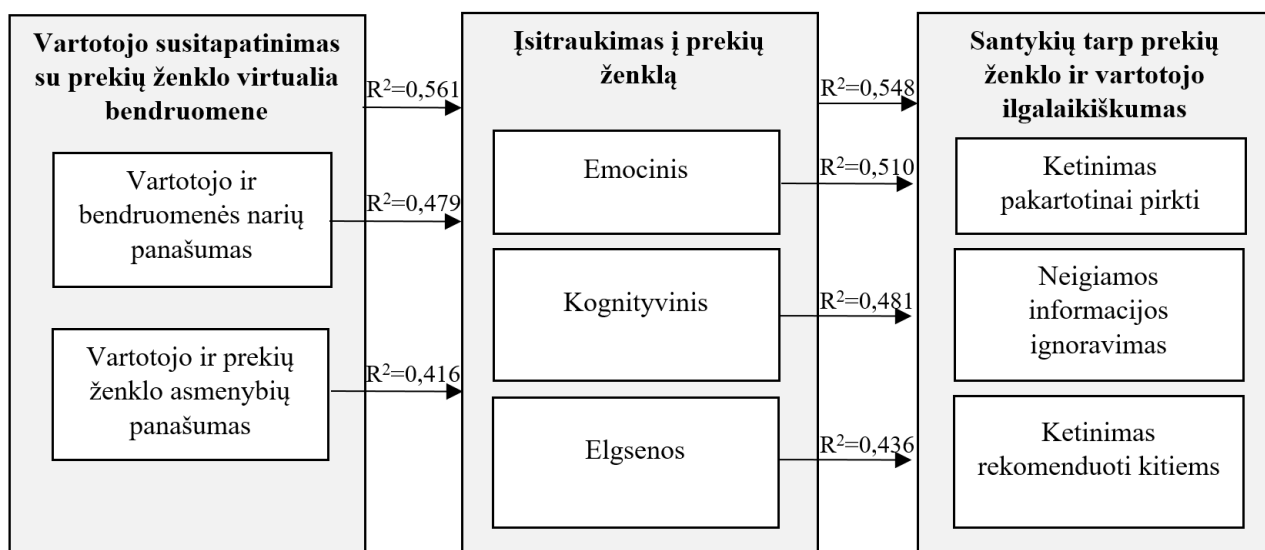 Vartotojo susitapatinimas
su prekių ženklo virtualia
bendruomene
Vartotojo ir
bendruomenės narių
panašumas
Vartotojo ir prekių
ženklo asmenybių
panašumas
R²=0,561
R²=0,479
R²=0,416
Įsitraukimas į prekių
ženklą
Emocinis
Kognityvinis
Elgsenos
R²=0,548
R²=0,510
R²=0,481
R²=0,436
Santykių tarp prekių
ženklo ir vartotojo
ilgalaikiškumas
Ketinimas
pakartotinai pirkti
Neigiamos
informacijos
ignoravimas
Ketinimas
rekomenduoti kitiems